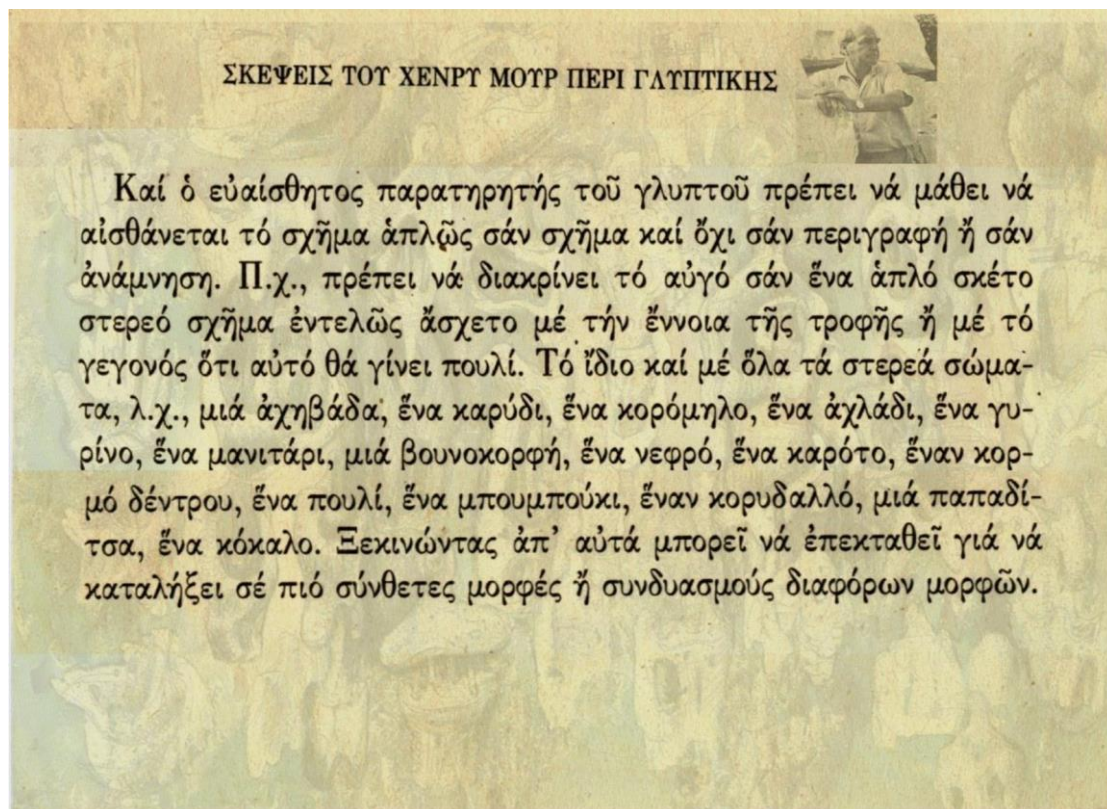 ΣΚΕΨΕΙΣ ΤΟΥ ΧΕΝΡΥ ΜΟΥΡ ΠΕΡΙ ΓΛΥΠΤΙΚΗΣ
Καί ὁ εὐαίσθητος παρατηρητής τοῦ γλυπτοῦ πρέπει νά μάθει νά
αἰσθάνεται τό σχῆμα ἁπλῶς σάν σχῆμα καί ὄχι σάν περιγραφή ἤ σάν
ἀνάμνηση. Π.χ., πρέπει νά διακρίνει τό αὐγό σάν ἕνα ἁπλό σκέτο
στερεό σχῆμα ἐντελῶς ἄσχετο μέ τήν ἔννοια τῆς τροφῆς ἤ μέ τό
γεγονός ὅτι αὐτό θά γίνει πουλί. Τό ἴδιο καί μέ ὅλα τά στερεά σώμα-
τα, λ.χ., μιά ἀχηβάδα, ἕνα καρύδι, ἕνα κορόμηλο, ἕνα ἀχλάδι, ἕνα γυ-
ρίνο, ἕνα μανιτάρι, μιά βουνοκορφή, ἕνα νεφρό, ἕνα καρότο, ἕναν κορ-
μό δέντρου, ἕνα πουλί, ἕνα μπουμπούκι, ἕναν κορυδαλλό, μιά παπαδί-
τσα, ἕνα κόκαλο. Ξεκινώντας ἀπ’ αὐτά μπορεῖ νά ἐπεκταθεῖ γιά νά
καταλήξει σέ πιό σύνθετες μορφές ἤ συνδυασμούς διαφόρων μορφῶν.